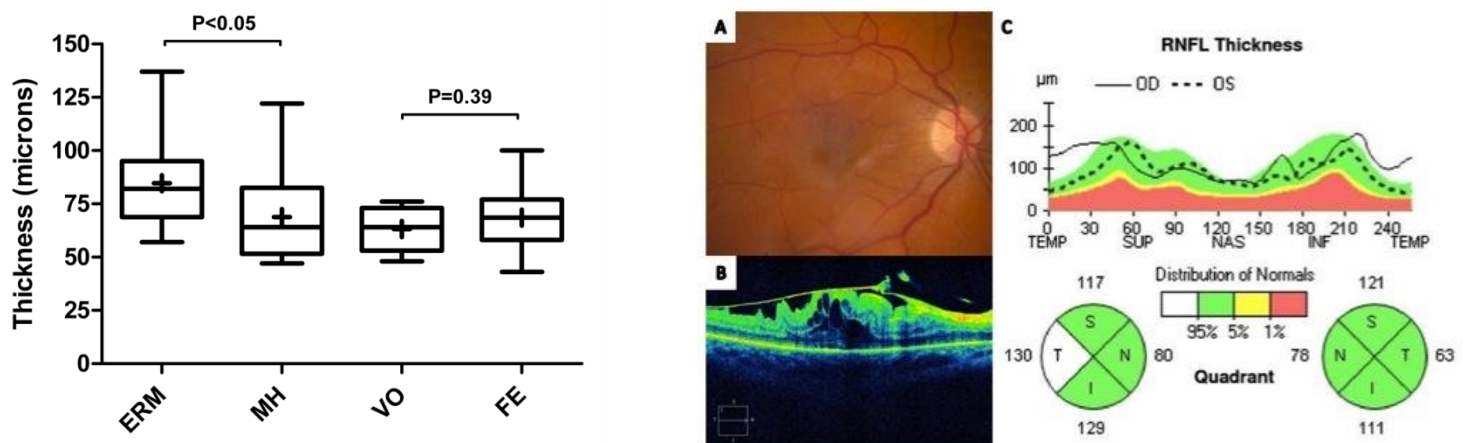 P<0.05
P=0.39
Thickness (microns)
150
125
100
75
50
25
0
ERM
MH
VO
FE
A
B
C
RNFL Thickness
µm
OD
OS
200
100
0
0 30 60 90 120 150 180 210 240
TEMP SUP NAS INF TEMP
Distribution of Normals
95% 5% 1%
Quadrant
117
S
130 T N 80
I
129
121
S
78 N T 63
I
111